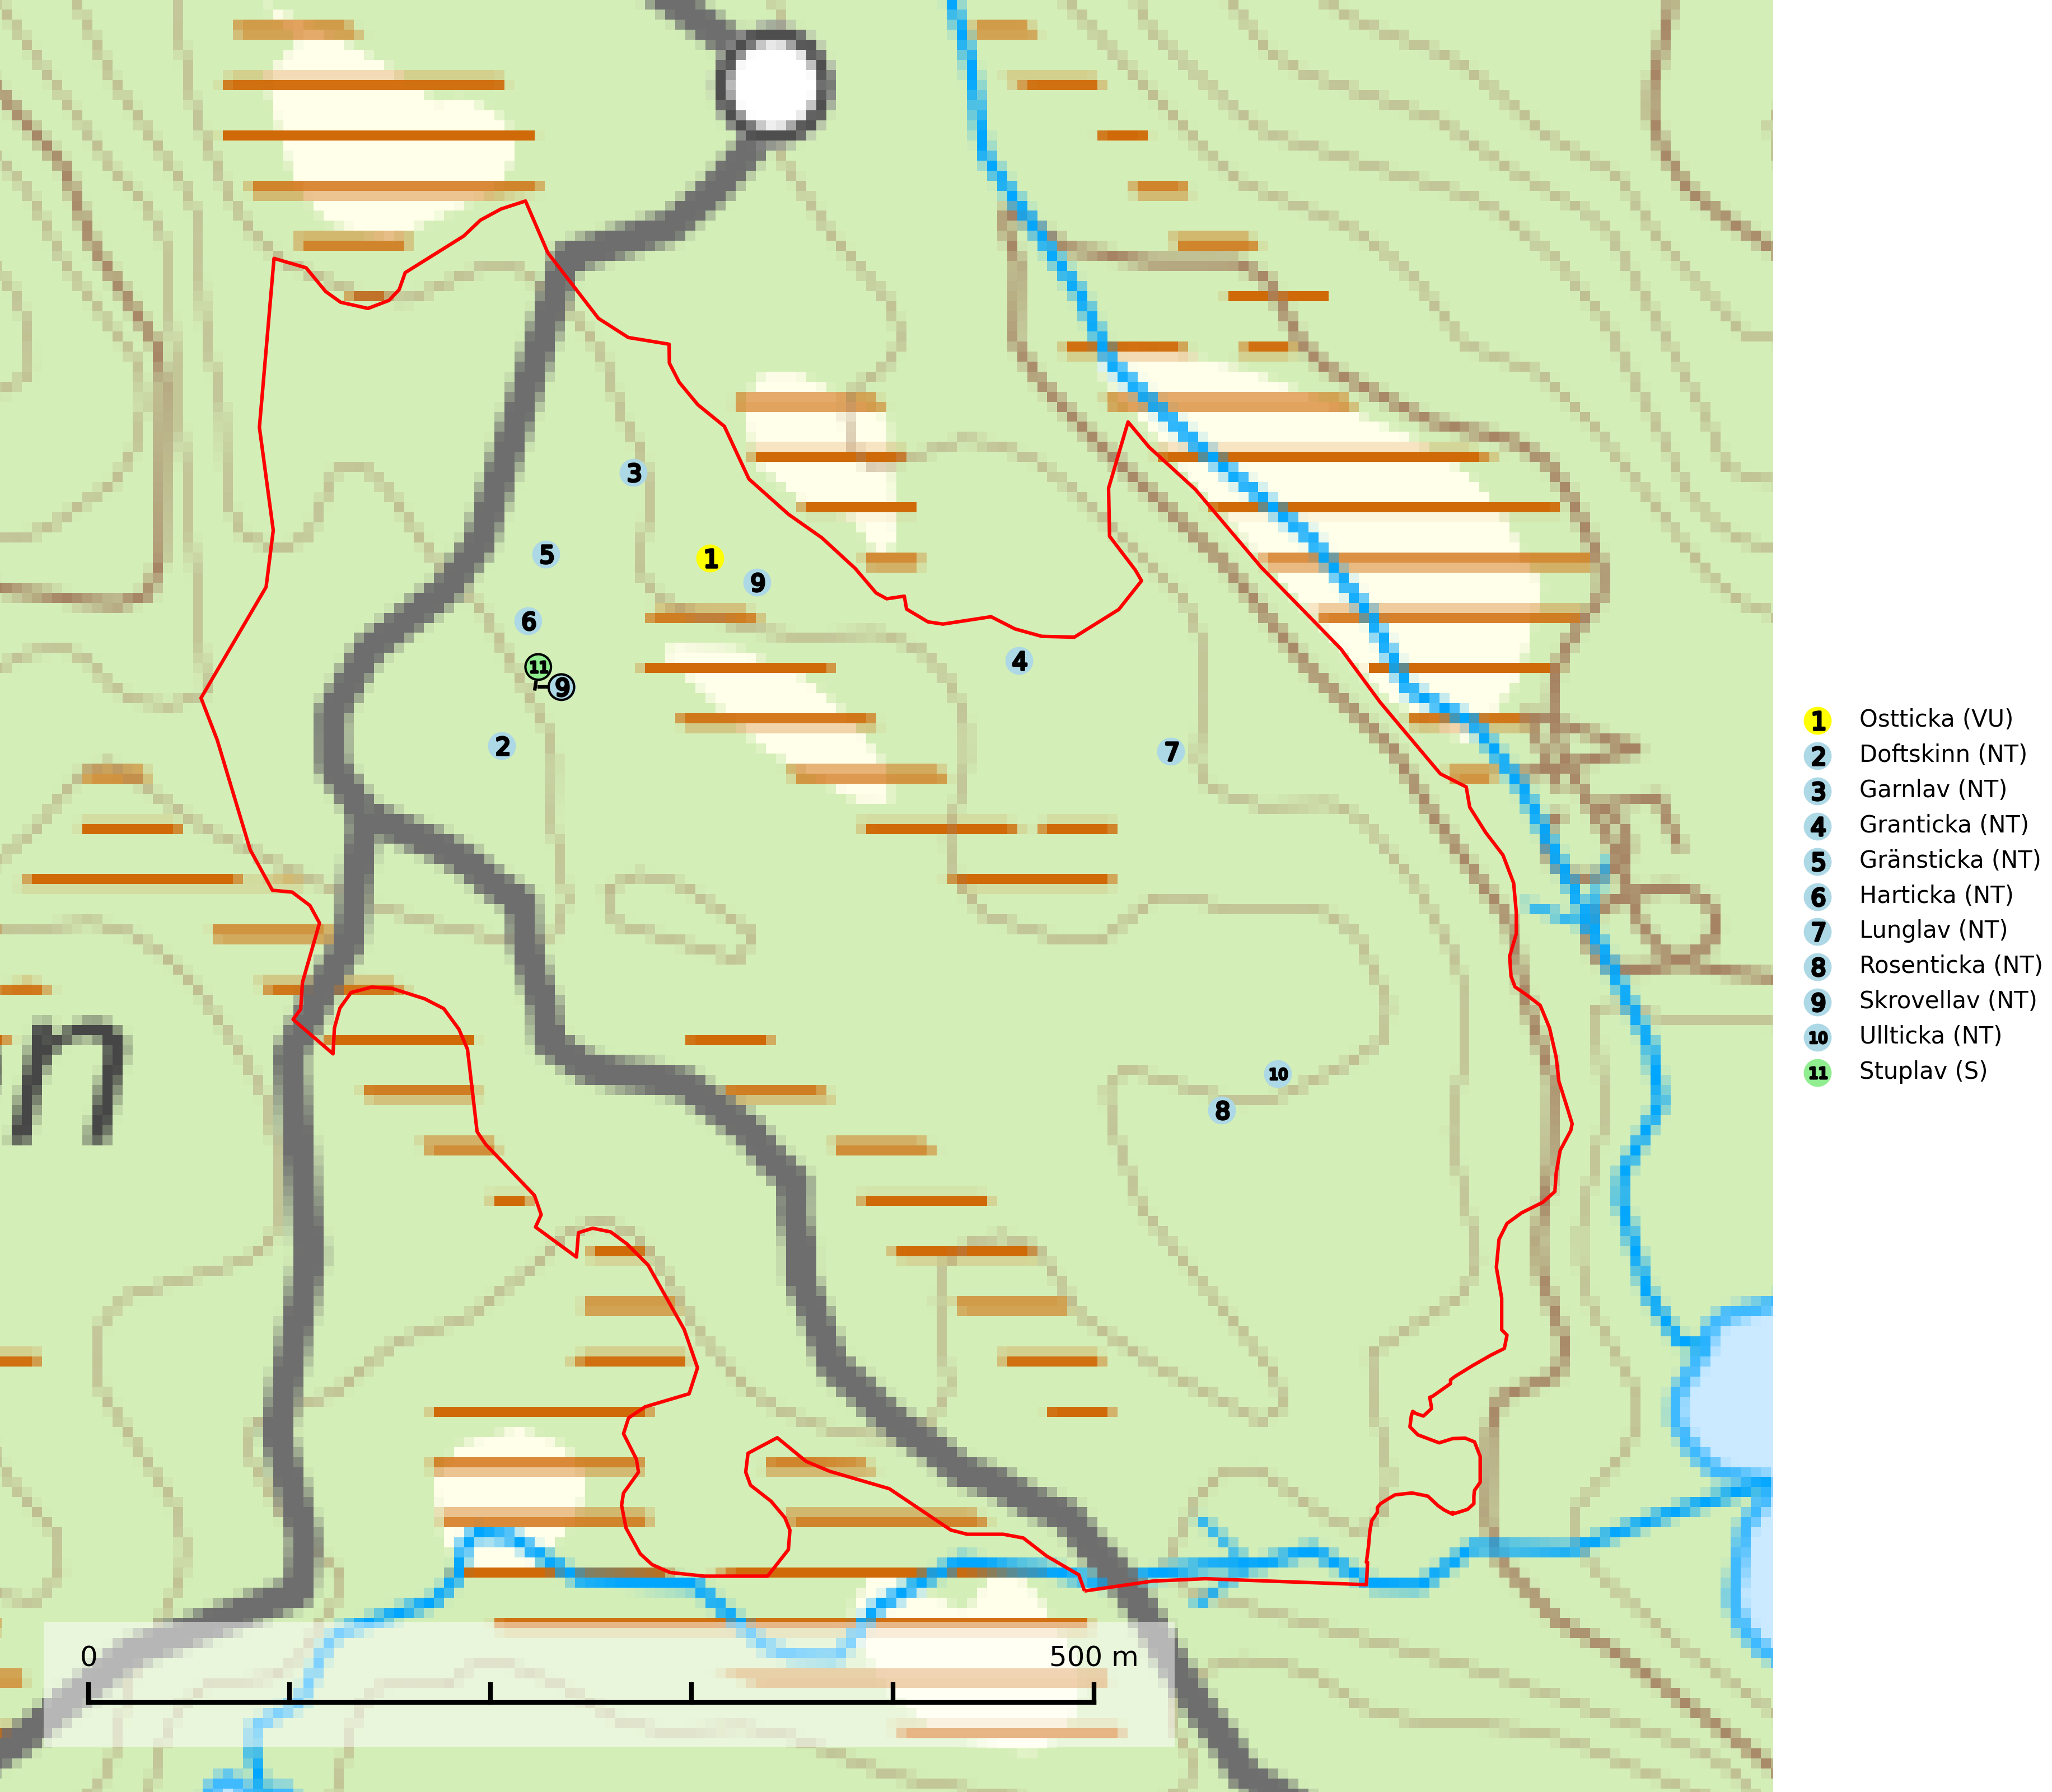 3
5
1
9
6
11
9
4
2
7
10
8
1 Ostticka (VU)
2 Doftskinn (NT)
3 Garnlav (NT)
4 Granticka (NT)
5 Gränsticka (NT)
6 Harticka (NT)
7 Lunglav (NT)
8 Rosenticka (NT)
9 Skrovellav (NT)
10 Ullticka (NT)
11 Stuplav (S)
0 500 m